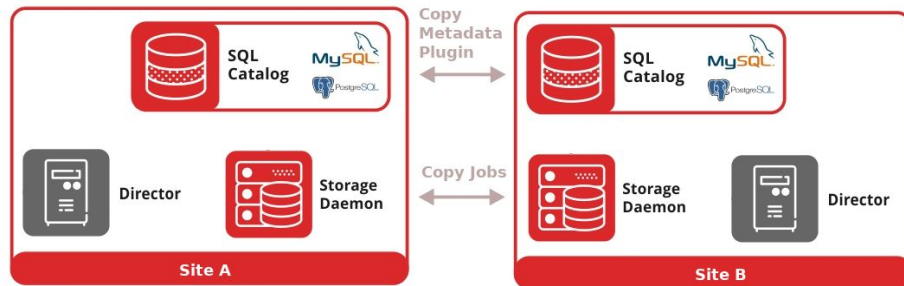 SQL
Catalog
MySQL
PostgreSQL
Director
Storage
Daemon
Site A
Copy
Metadata
Plugin
Copy Jobs
SQL
Catalog
MySQL
PostgreSQL
Storage
Daemon
Director
Site B